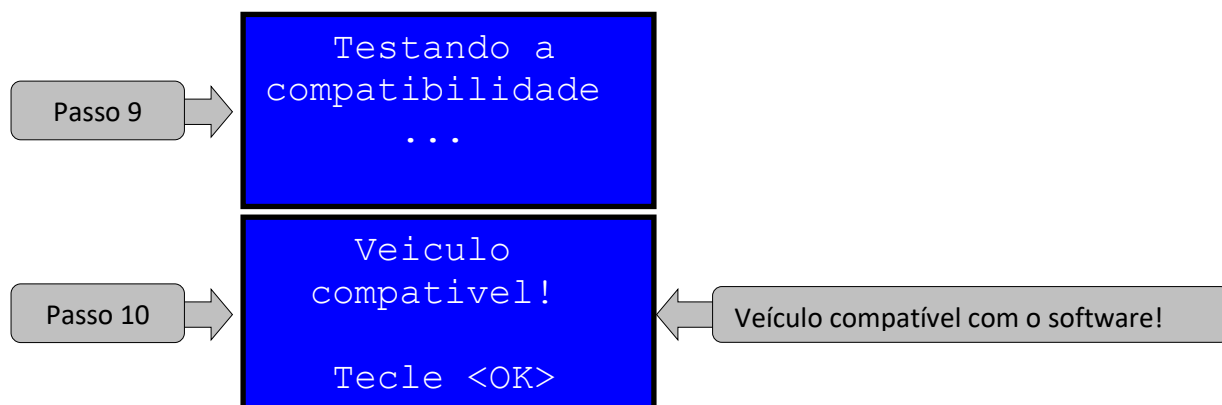 Passo 9
Testando a
compatibilidade
...
Passo 10
Veiculo
compativel!
Tecle <OK>
Veículo compatível com o software!